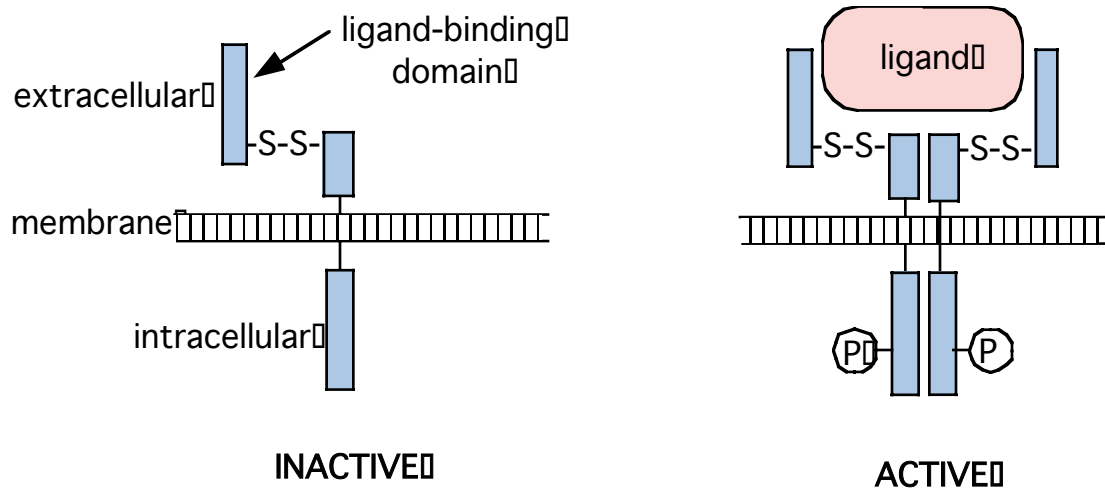 ligand-binding▯
domain▯
extracellular▯
-S-S-
membrane▯
intracellular▯
INACTIVE▯
ligand▯
-S-S-
-S-S-
P▯
P
ACTIVE▯